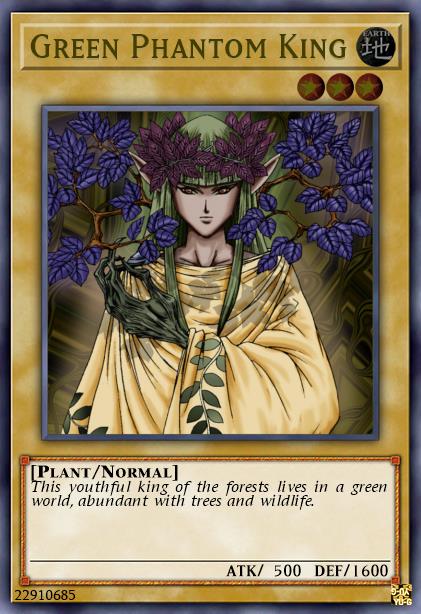 Green Phantom King
EARTH
地
[Plant/Normal]
This youthful king of the forests lives in a green
world, abundant with trees and wildlife.
ATK/ 500 DEF/1600
22910685